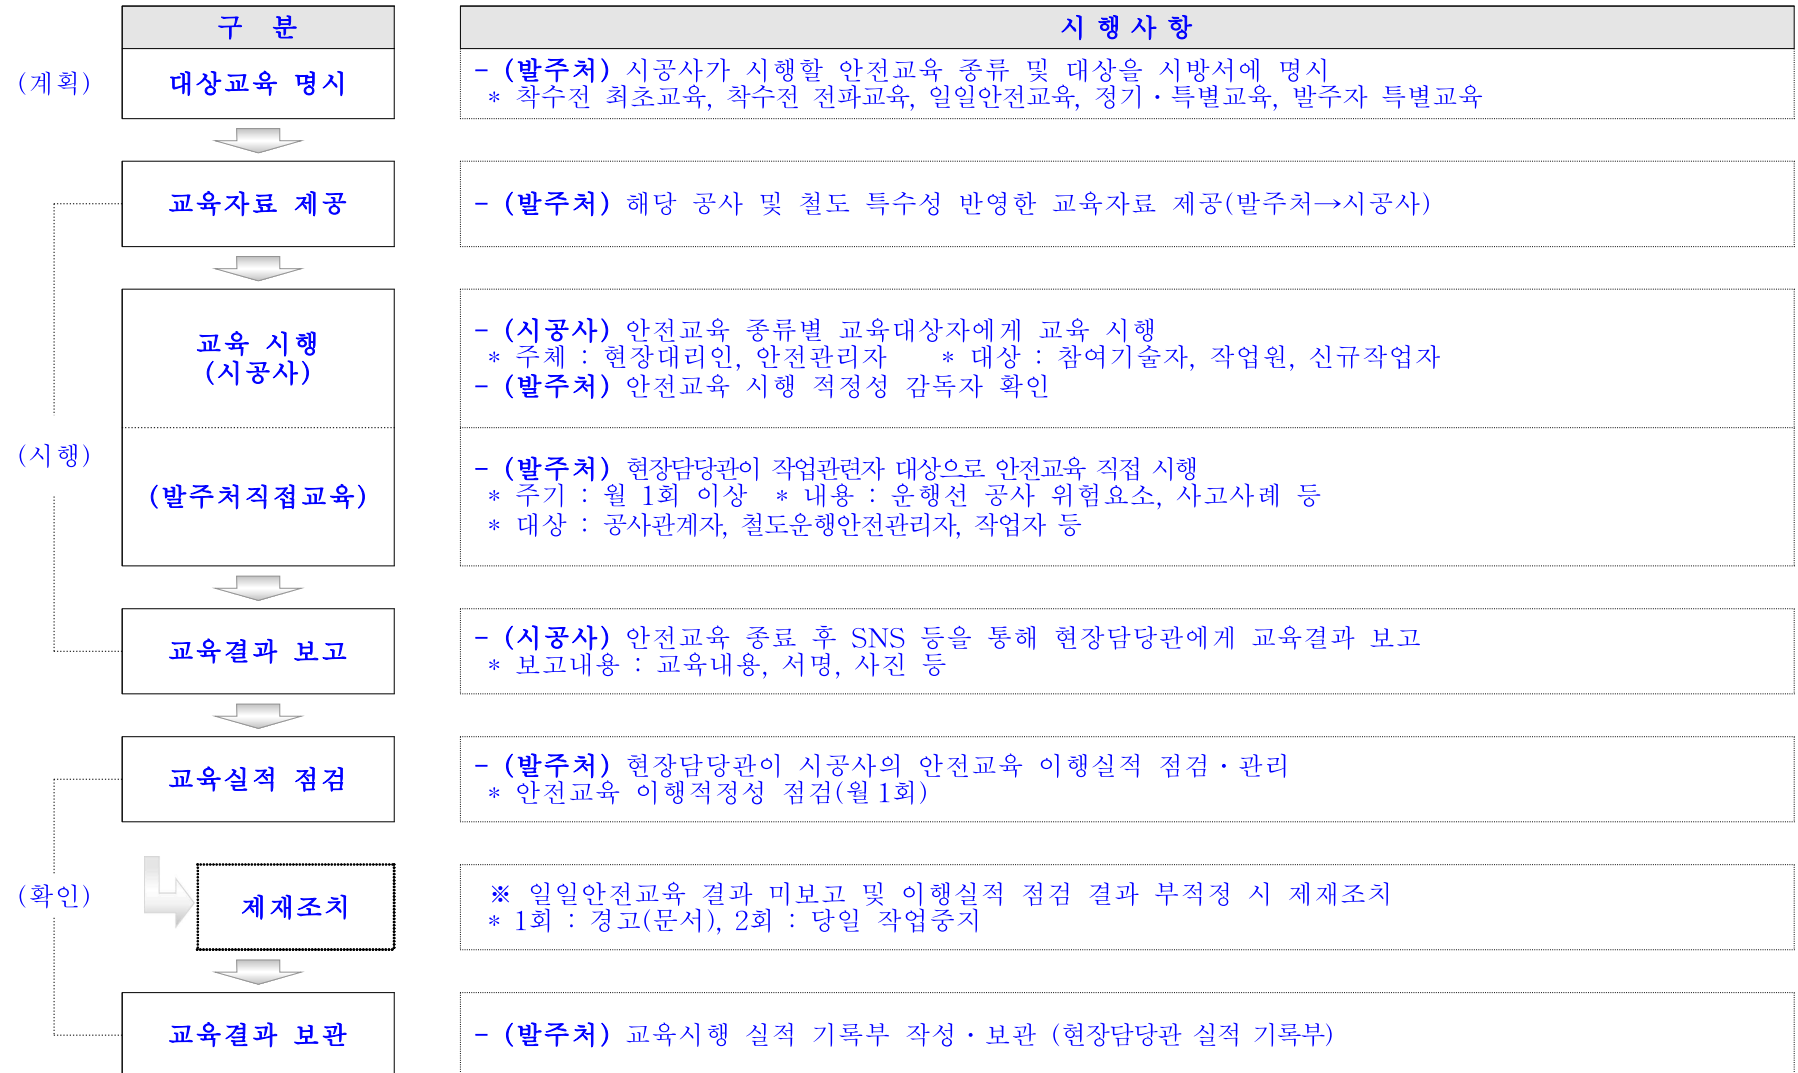 구 분 시 행 사 항
(계획) 대상교육 명시
- (발주처) 시공사가 시행할 안전교육 종류 및 대상을 시방서에 명시
* 착수전 최초교육, 착수전 전파교육, 일일안전교육, 정기·특별교육, 발주자 특별교육
교육자료 제공
- (발주처) 해당 공사 및 철도 특수성 반영한 교육자료 제공(발주처→시공사)
(시행)
교육 시행
(시공사)
- (시공사) 안전교육 종류별 교육대상자에게 교육 시행
* 주체 : 현장대리인, 안전관리자 * 대상 : 참여기술자, 작업원, 신규작업자
- (발주처) 안전교육 시행 적정성 감독자 확인
(발주처직접교육)
- (발주처) 현장담당관이 작업관련자 대상으로 안전교육 직접 시행
* 주기 : 월 1회 이상 * 내용 : 운행선 공사 위험요소, 사고사례 등
* 대상 : 공사관계자, 철도운행안전관리자, 작업자 등
교육결과 보고
- (시공사) 안전교육 종료 후 SNS 등을 통해 현장담당관에게 교육결과 보고
* 보고내용 : 교육내용, 서명, 사진 등
교육실적 점검
- (발주처) 현장담당관이 시공사의 안전교육 이행실적 점검·관리
* 안전교육 이행적정성 점검(월 1회)
(확인)
제재조치
※ 일일안전교육 결과 미보고 및 이행실적 점검 결과 부적정 시 제재조치
* 1회 : 경고(문서), 2회 : 당일 작업중지
교육결과 보관
- (발주처) 교육시행 실적 기록부 작성·보관 (현장담당관 실적 기록부)